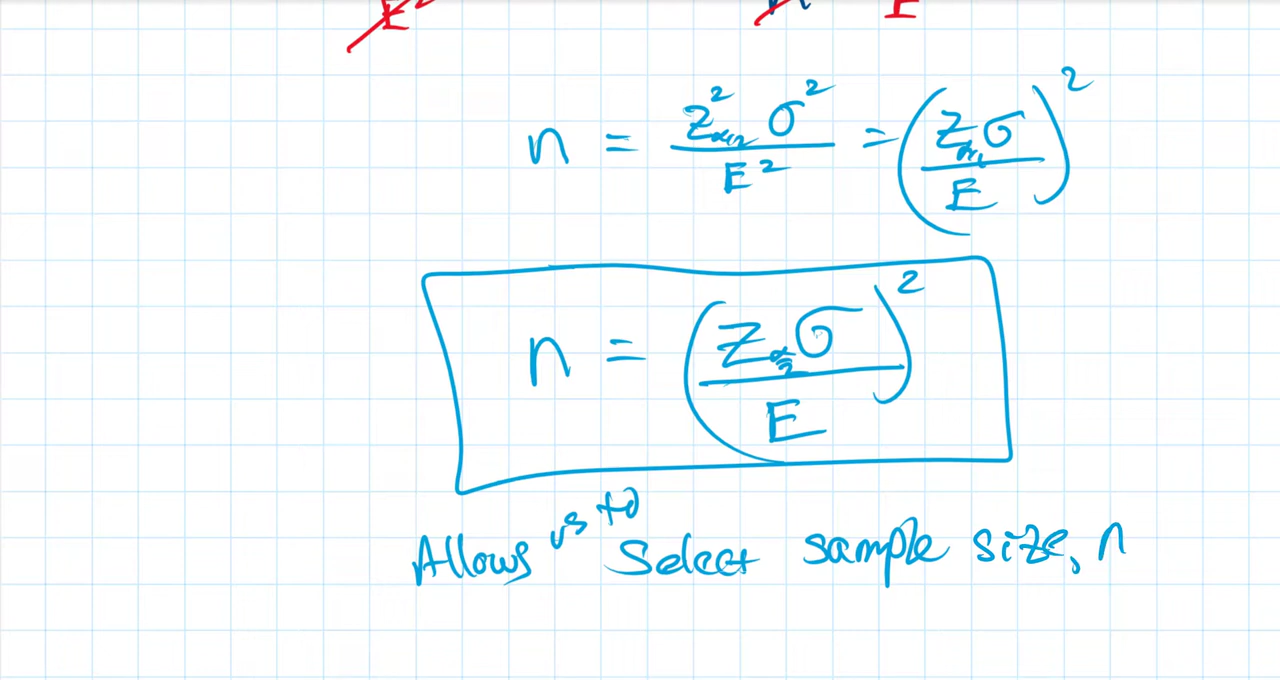 n = Z²α/2 σ² / E² = (Zα/2 σ / E)²
n = (Zα/2 σ / E)²
Allows us to select sample size, n